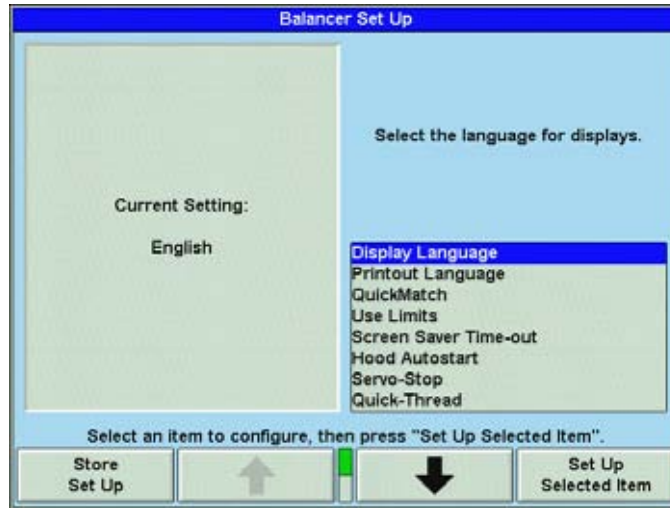 Balancer Set Up
Select the language for displays.
Current Setting:
English
Display Language
Printout Language
QuickMatch
Use Limits
Screen Saver Time-out
Hood Autostart
Servo-Stop
Quick-Thread
Select an item to configure, then press "Set Up Selected Item".
Store
Set Up
Set Up
Selected Item